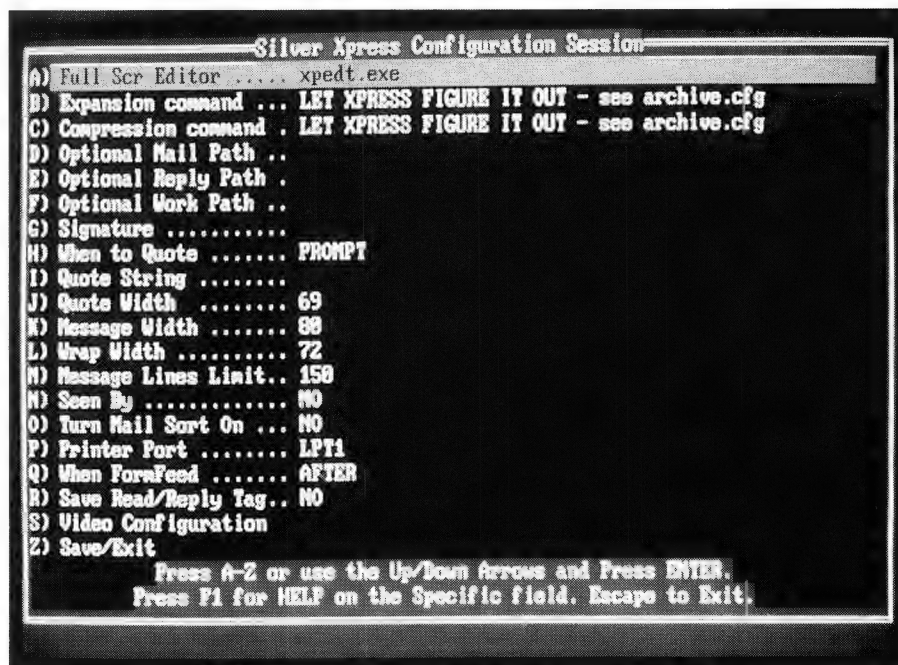 Silver Xpress Configuration Session
A) Full Scr Editor ..... xpedt.exe
B) Expansion command ... LET XPRESS FIGURE IT OUT - see archive.cfg
C) Compression command . LET XPRESS FIGURE IT OUT - see archive.cfg
D) Optional Mail Path ..
E) Optional Reply Path .
F) Optional Work Path ..
G) Signature ...........
H) When to Quote ....... PROMPT
I) Quote String ........
J) Quote Width ........ 69
K) Message Width ....... 80
L) Wrap Width .......... 72
M) Message Lines Limit.. 150
N) Seen By ............. NO
O) Turn Mail Sort On ... NO
P) Printer Port ........ LPT1
Q) When FormFeed ....... AFTER
R) Save Read/Reply Tag.. NO
S) Video Configuration
Z) Save/Exit
Press A-Z or use the Up/Down Arrows and Press ENTER.
Press F1 for HELP on the Specific field. Escape to Exit.